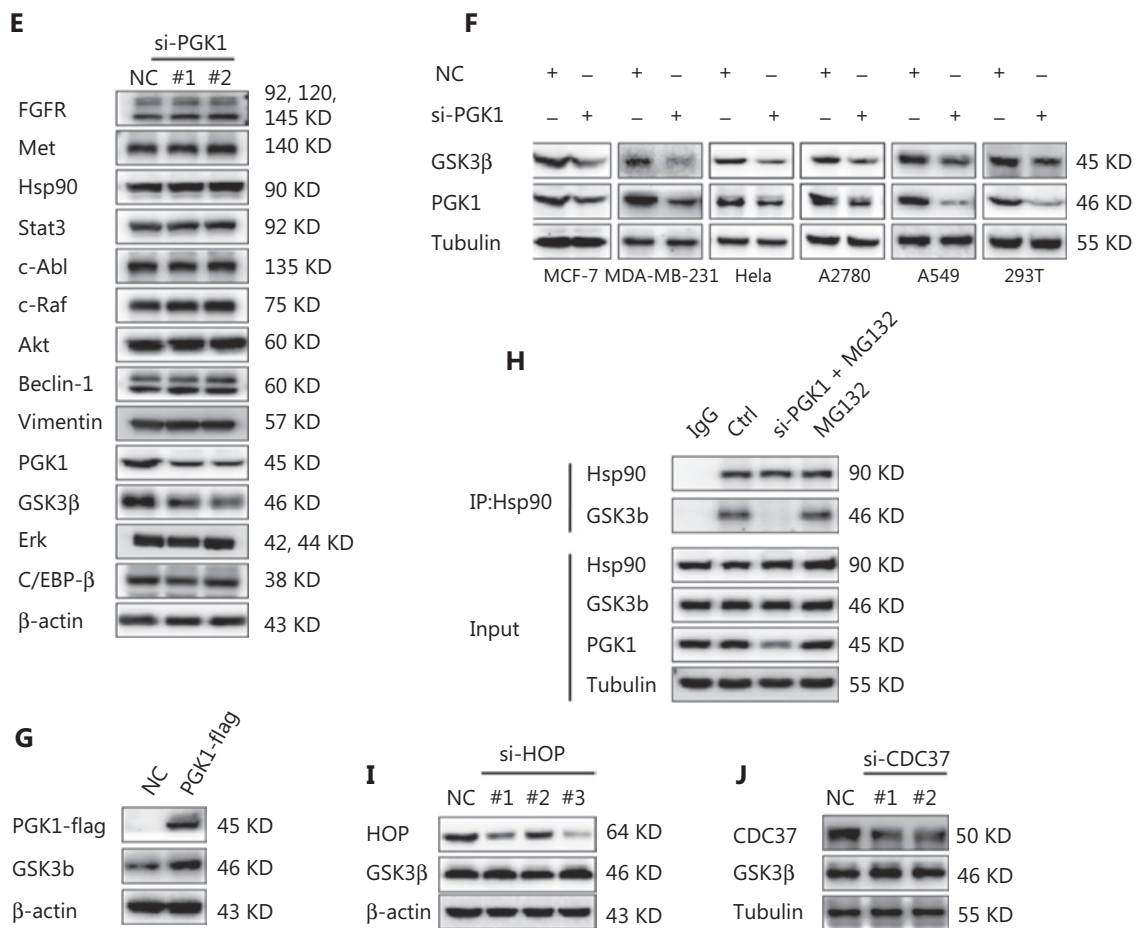 E
si-PGK1
NC #1 #2
FGFR 92, 120, 145 KD
Met 140 KD
Hsp90 90 KD
Stat3 92 KD
c-Abl 135 KD
c-Raf 75 KD
Akt 60 KD
Beclin-1 60 KD
Vimentin 57 KD
PGK1 45 KD
GSK3β 46 KD
Erk 42, 44 KD
C/EBP-β 38 KD
β-actin 43 KD
F
NC + – + – + – + – + – + –
si-PGK1 – + – + – + – + – + – +
GSK3β 45 KD
PGK1 46 KD
Tubulin 55 KD
MCF-7 MDA-MB-231 Hela A2780 A549 293T
G
NC PGK1-flag
PGK1-flag 45 KD
GSK3b 46 KD
β-actin 43 KD
H
IgG Ctrl si-PGK1 + MG132 MG132
IP:Hsp90
Hsp90 90 KD
GSK3b 46 KD
Input
Hsp90 90 KD
GSK3b 46 KD
PGK1 45 KD
Tubulin 55 KD
I
si-HOP
NC #1 #2 #3
HOP 64 KD
GSK3β 46 KD
β-actin 43 KD
J
si-CDC37
NC #1 #2
CDC37 50 KD
GSK3β 46 KD
Tubulin 55 KD